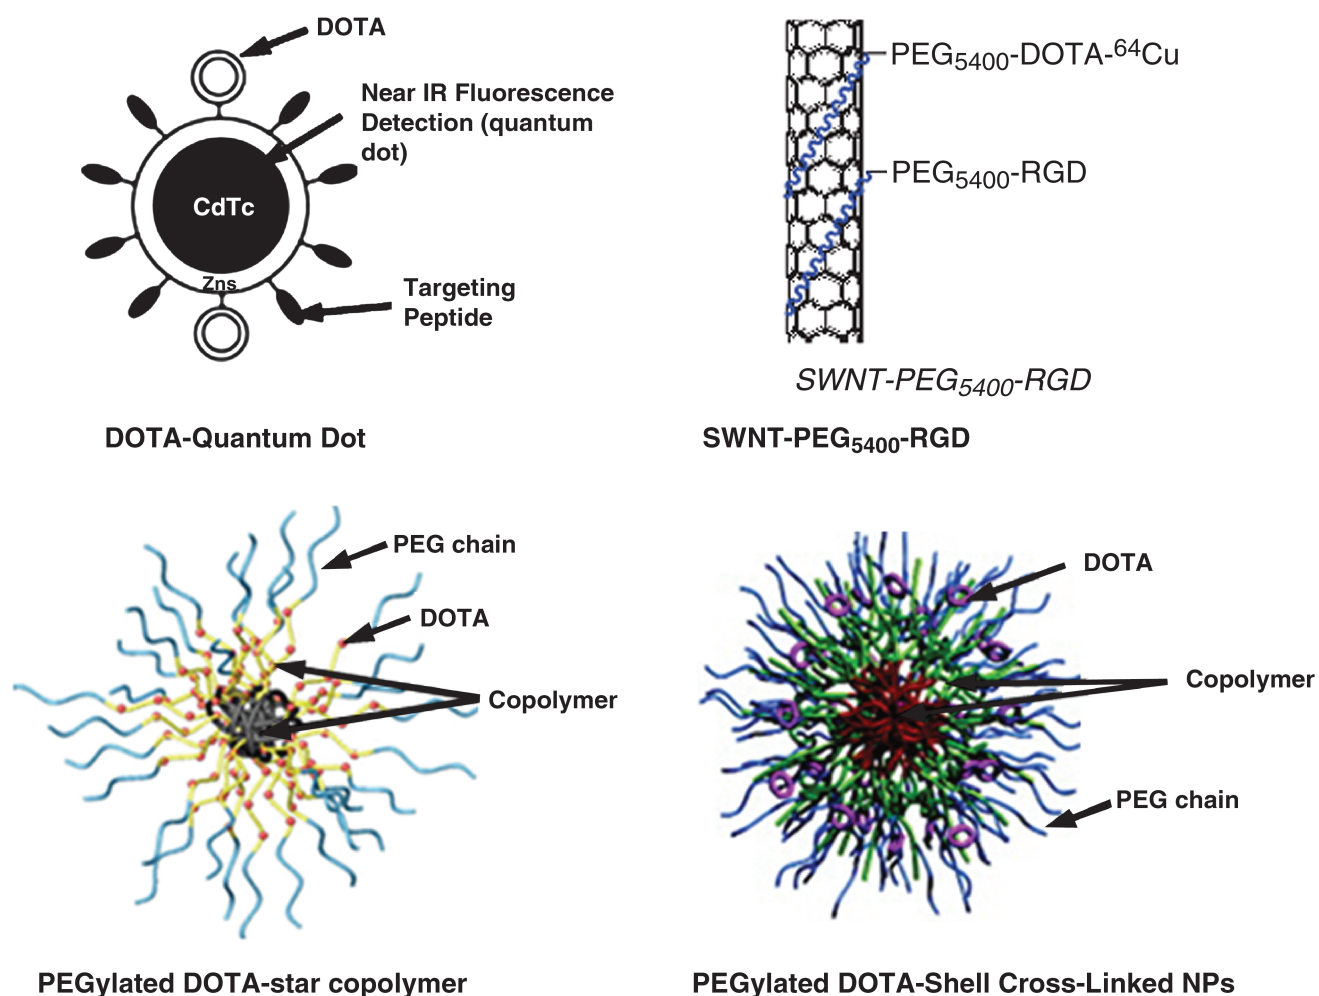 DOTA
Near IR Fluorescence
Detection (quantum
dot)
CdTc
Zns
Targeting
Peptide
DOTA-Quantum Dot
PEG5400-DOTA-64Cu
PEG5400-RGD
SWNT-PEG5400-RGD
SWNT-PEG5400-RGD
PEG chain
DOTA
Copolymer
PEGylated DOTA-star copolymer
DOTA
Copolymer
PEG chain
PEGylated DOTA-Shell Cross-Linked NPs